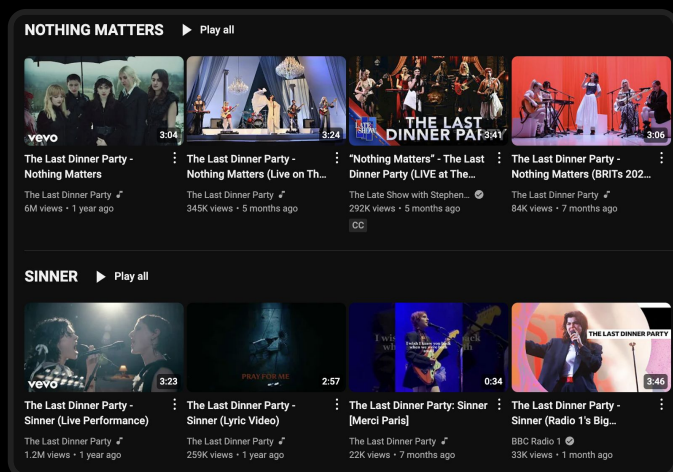 NOTHING MATTERS Play all
vevo
3:04
3:24
LATE SHOW
THE LAST
DINNER PAR
3:41
3:06
The Last Dinner Party -
Nothing Matters
The Last Dinner Party
6M views • 1 year ago
The Last Dinner Party -
Nothing Matters (Live on Th...
The Last Dinner Party
345K views • 5 months ago
“Nothing Matters” - The Last
Dinner Party (LIVE at The...
The Late Show with Stephen...
292K views • 5 months ago
CC
The Last Dinner Party -
Nothing Matters (BRITs 202...
The Last Dinner Party
84K views • 7 months ago
SINNER Play all
vevo
3:23
PRAY FOR ME
2:57
I wish I knew you
when we were both
0:34
THE LAST DINNER PARTY
3:46
The Last Dinner Party -
Sinner (Live Performance)
The Last Dinner Party
1.2M views • 1 year ago
The Last Dinner Party -
Sinner (Lyric Video)
The Last Dinner Party
259K views • 1 year ago
The Last Dinner Party: Sinner
[Merci Paris]
The Last Dinner Party
22K views • 7 months ago
The Last Dinner Party -
Sinner (Radio 1's Big...
BBC Radio 1
33K views • 1 month ago